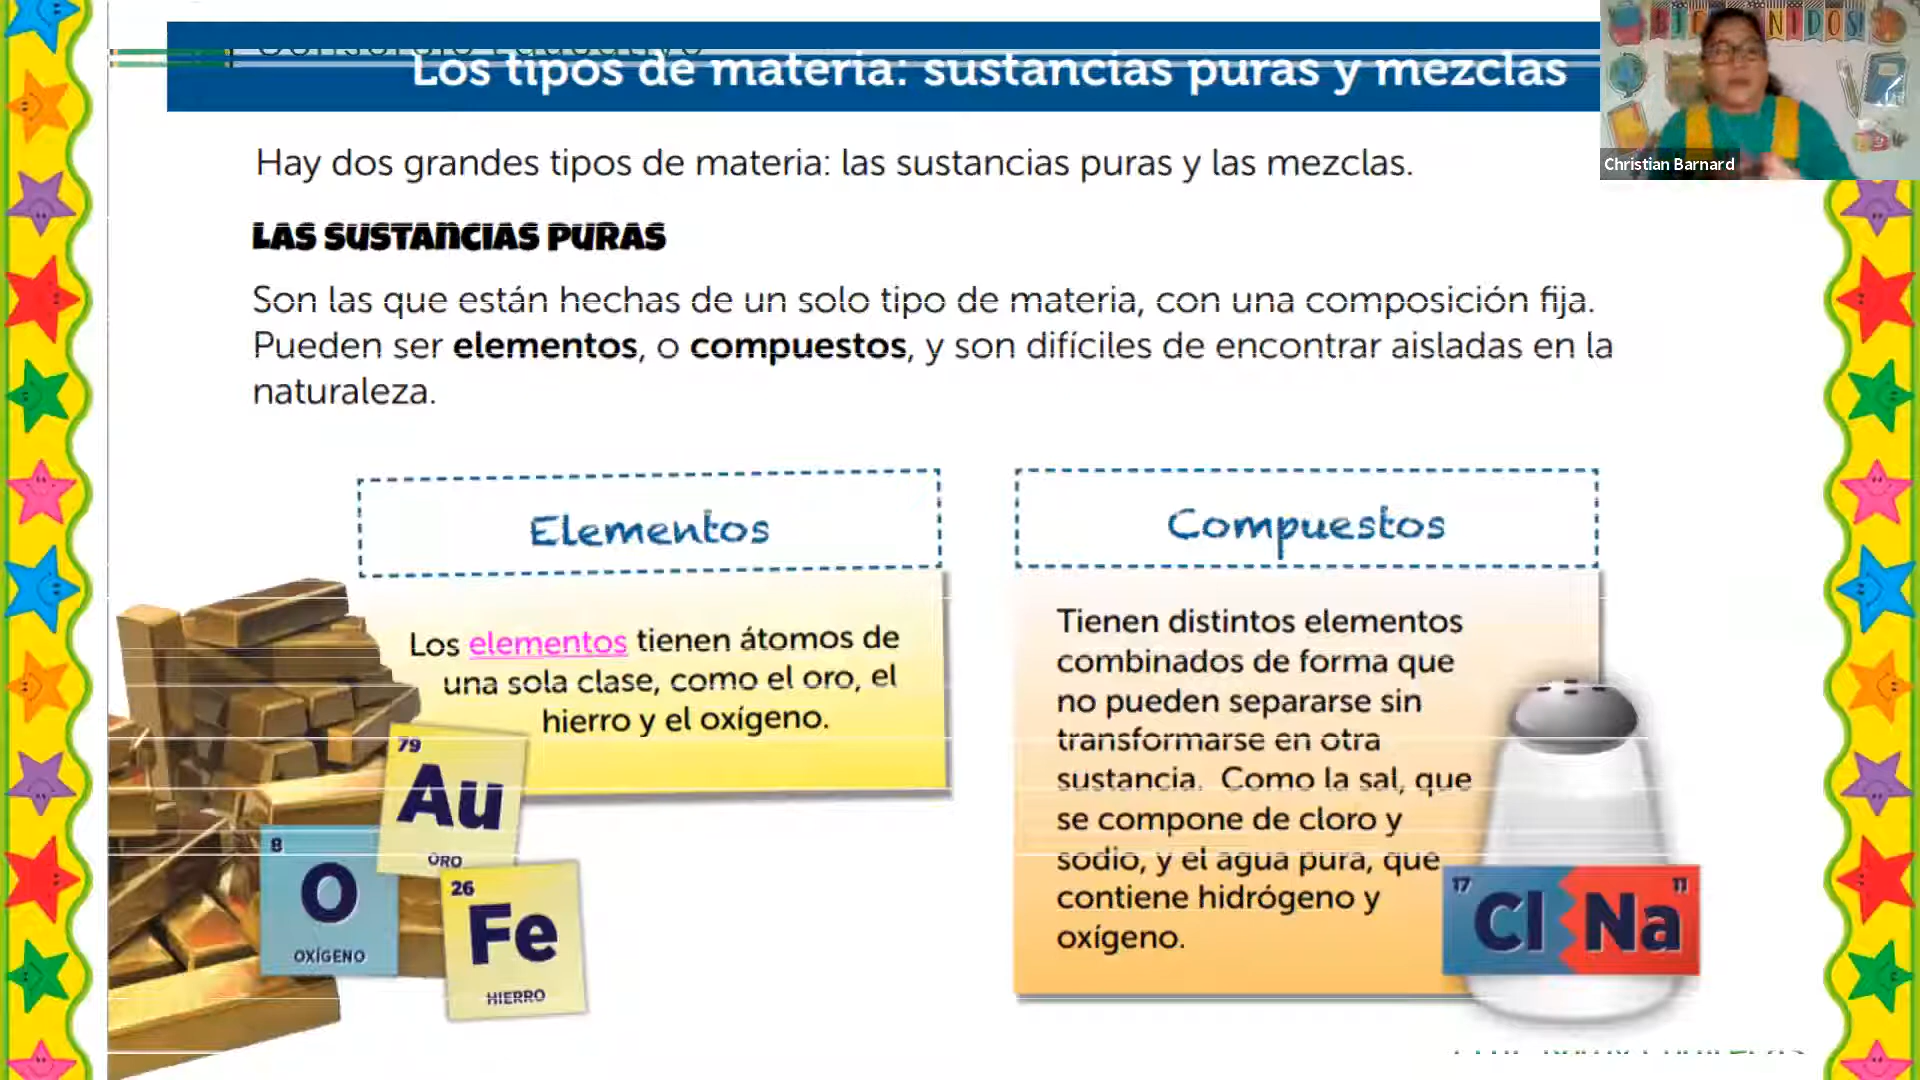 Consorcio Educativo
Los tipos de materia: sustancias puras y mezclas
BIENVENIDOS!
Christian Barnard
Hay dos grandes tipos de materia: las sustancias puras y las mezclas.
LAS SUSTANCIAS PURAS
Son las que están hechas de un solo tipo de materia, con una composición fija.
Pueden ser elementos, o compuestos, y son difíciles de encontrar aisladas en la
naturaleza.
Elementos
Los elementos tienen átomos de
una sola clase, como el oro, el
hierro y el oxígeno.
79
Au
ORO
8
O
OXÍGENO
26
Fe
HIERRO
Compuestos
Tienen distintos elementos
combinados de forma que
no pueden separarse sin
transformarse en otra
sustancia. Como la sal, que
se compone de cloro y
sodio, y el agua pura, que
contiene hidrógeno y
oxígeno.
17
Cl
Na
11